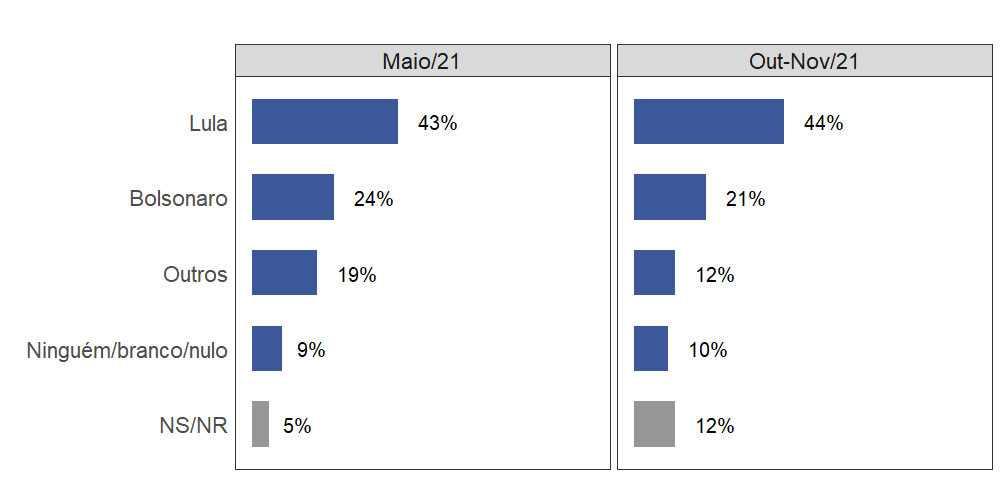 Maio/21 Out-Nov/21
Lula 43% 44%
Bolsonaro 24% 21%
Outros 19% 12%
Ninguém/branco/nulo 9% 10%
NS/NR 5% 12%